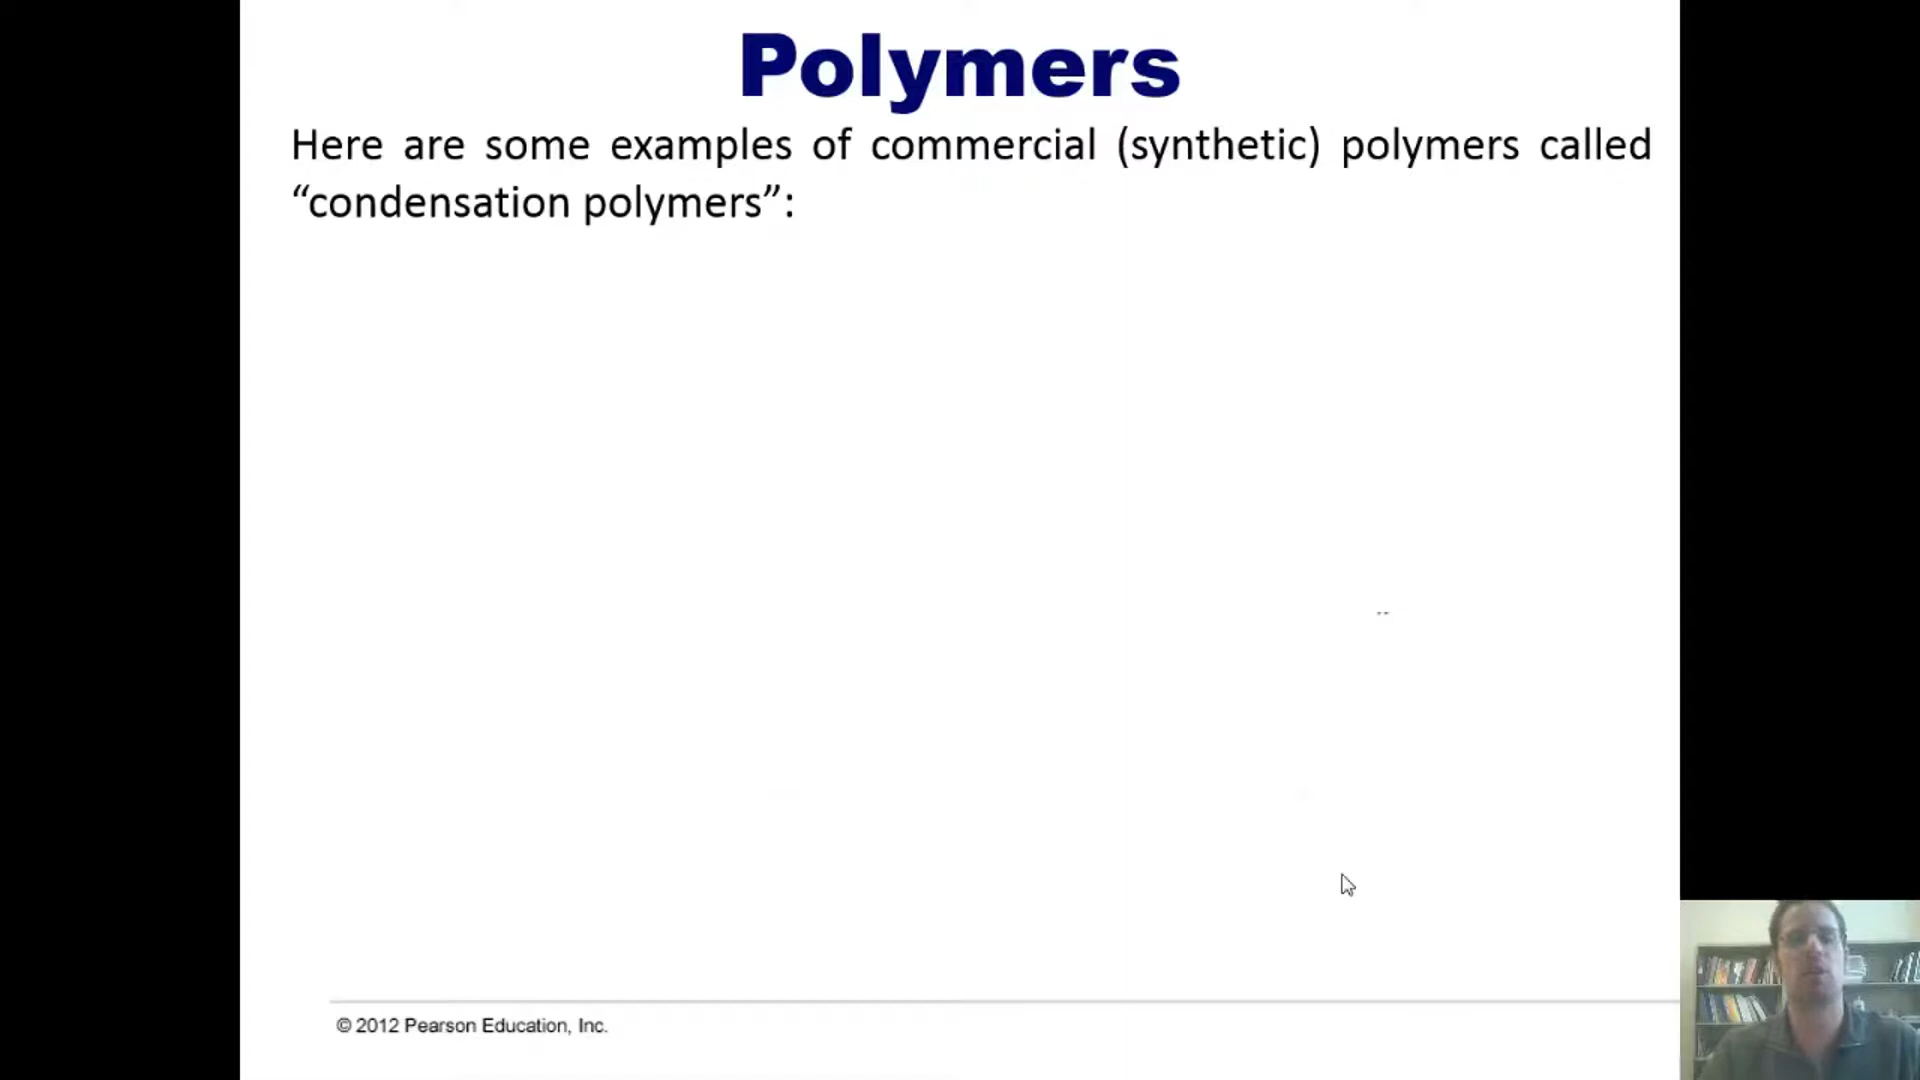 Polymers
Here are some examples of commercial (synthetic) polymers called
“condensation polymers”:
© 2012 Pearson Education, Inc.